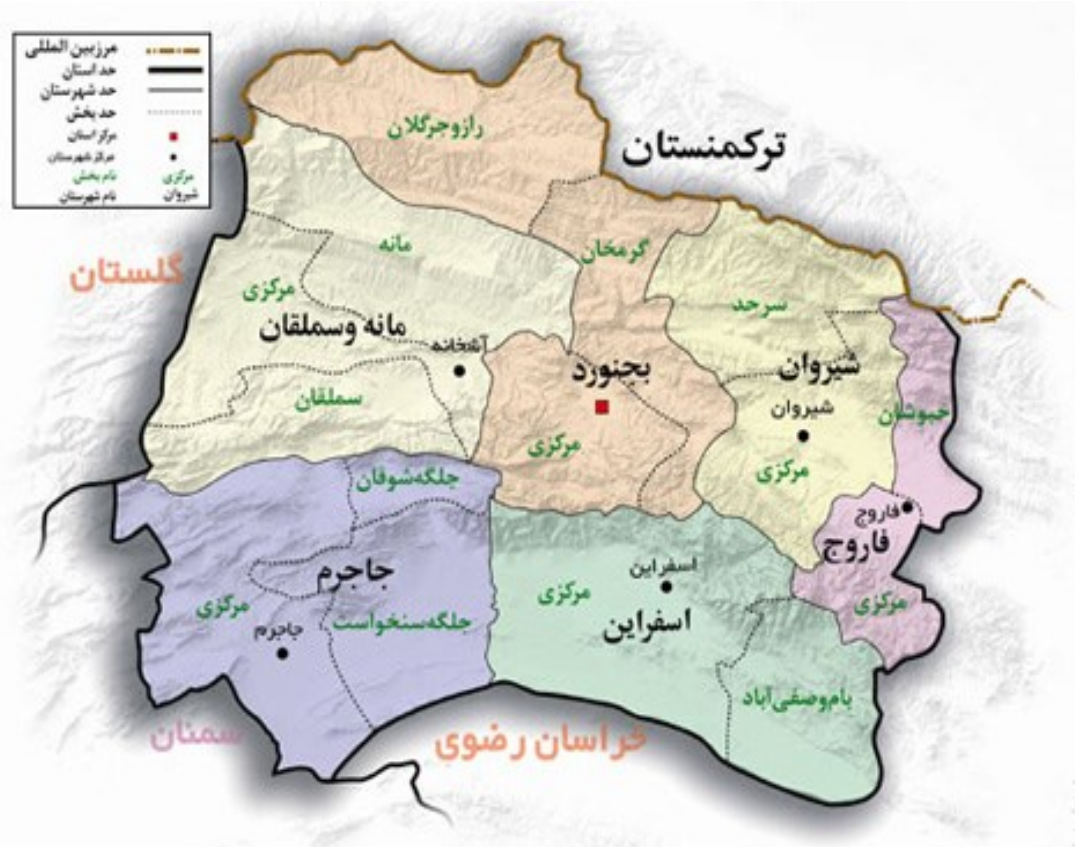 مرزبین المللی
حد استان
حد شهرستان
حد بخش
مرکز استان
مرکز شهرستان
نام بخش مرکزی
نام شهرستان شیروان
ترکمنستان
گلستان
سمنان
خراسان رضوی
رازوجرگلان
مانه
مرکزی
مانه وسملقان
آشخانه
سملقان
گرمخان
بجنورد
مرکزی
سرحد
شیروان
شیروان
مرکزی
خبوشان
فاروج
فاروج
مرکزی
جلگه‌شوقان
جاجرم
مرکزی
جاجرم
جلگه‌سنخواست
اسفراین
مرکزی
اسفراین
بام‌وصفی‌آباد